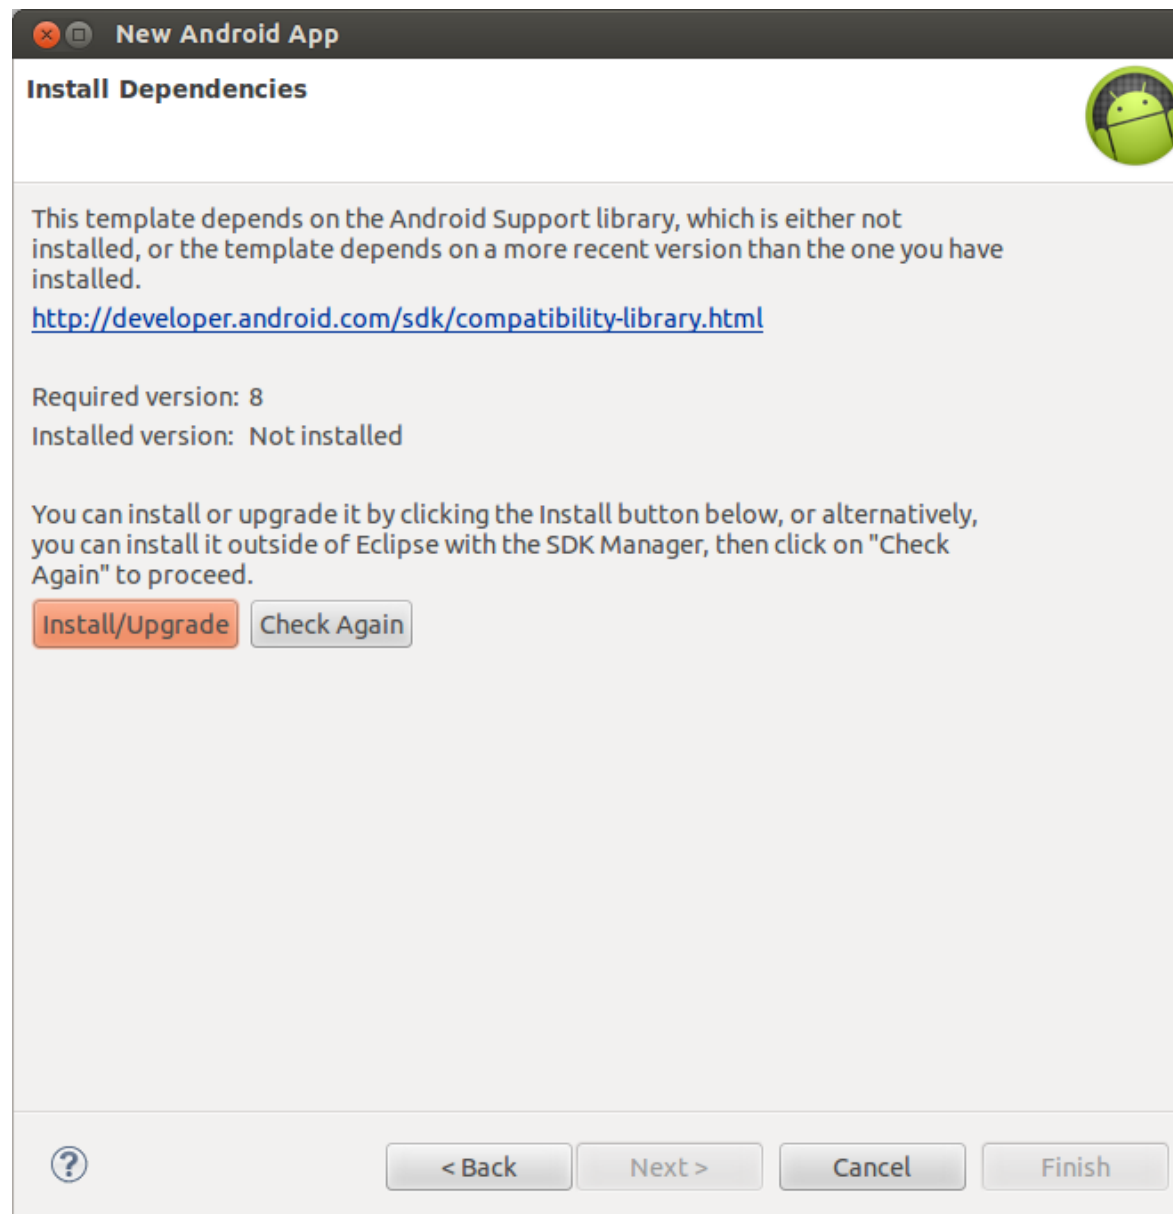 New Android App
Install Dependencies
This template depends on the Android Support library, which is either not
installed, or the template depends on a more recent version than the one you have
installed.
http://developer.android.com/sdk/compatibility-library.html
Required version: 8
Installed version: Not installed
You can install or upgrade it by clicking the Install button below, or alternatively,
you can install it outside of Eclipse with the SDK Manager, then click on "Check
Again" to proceed.
Install/Upgrade Check Again
? < Back Next > Cancel Finish